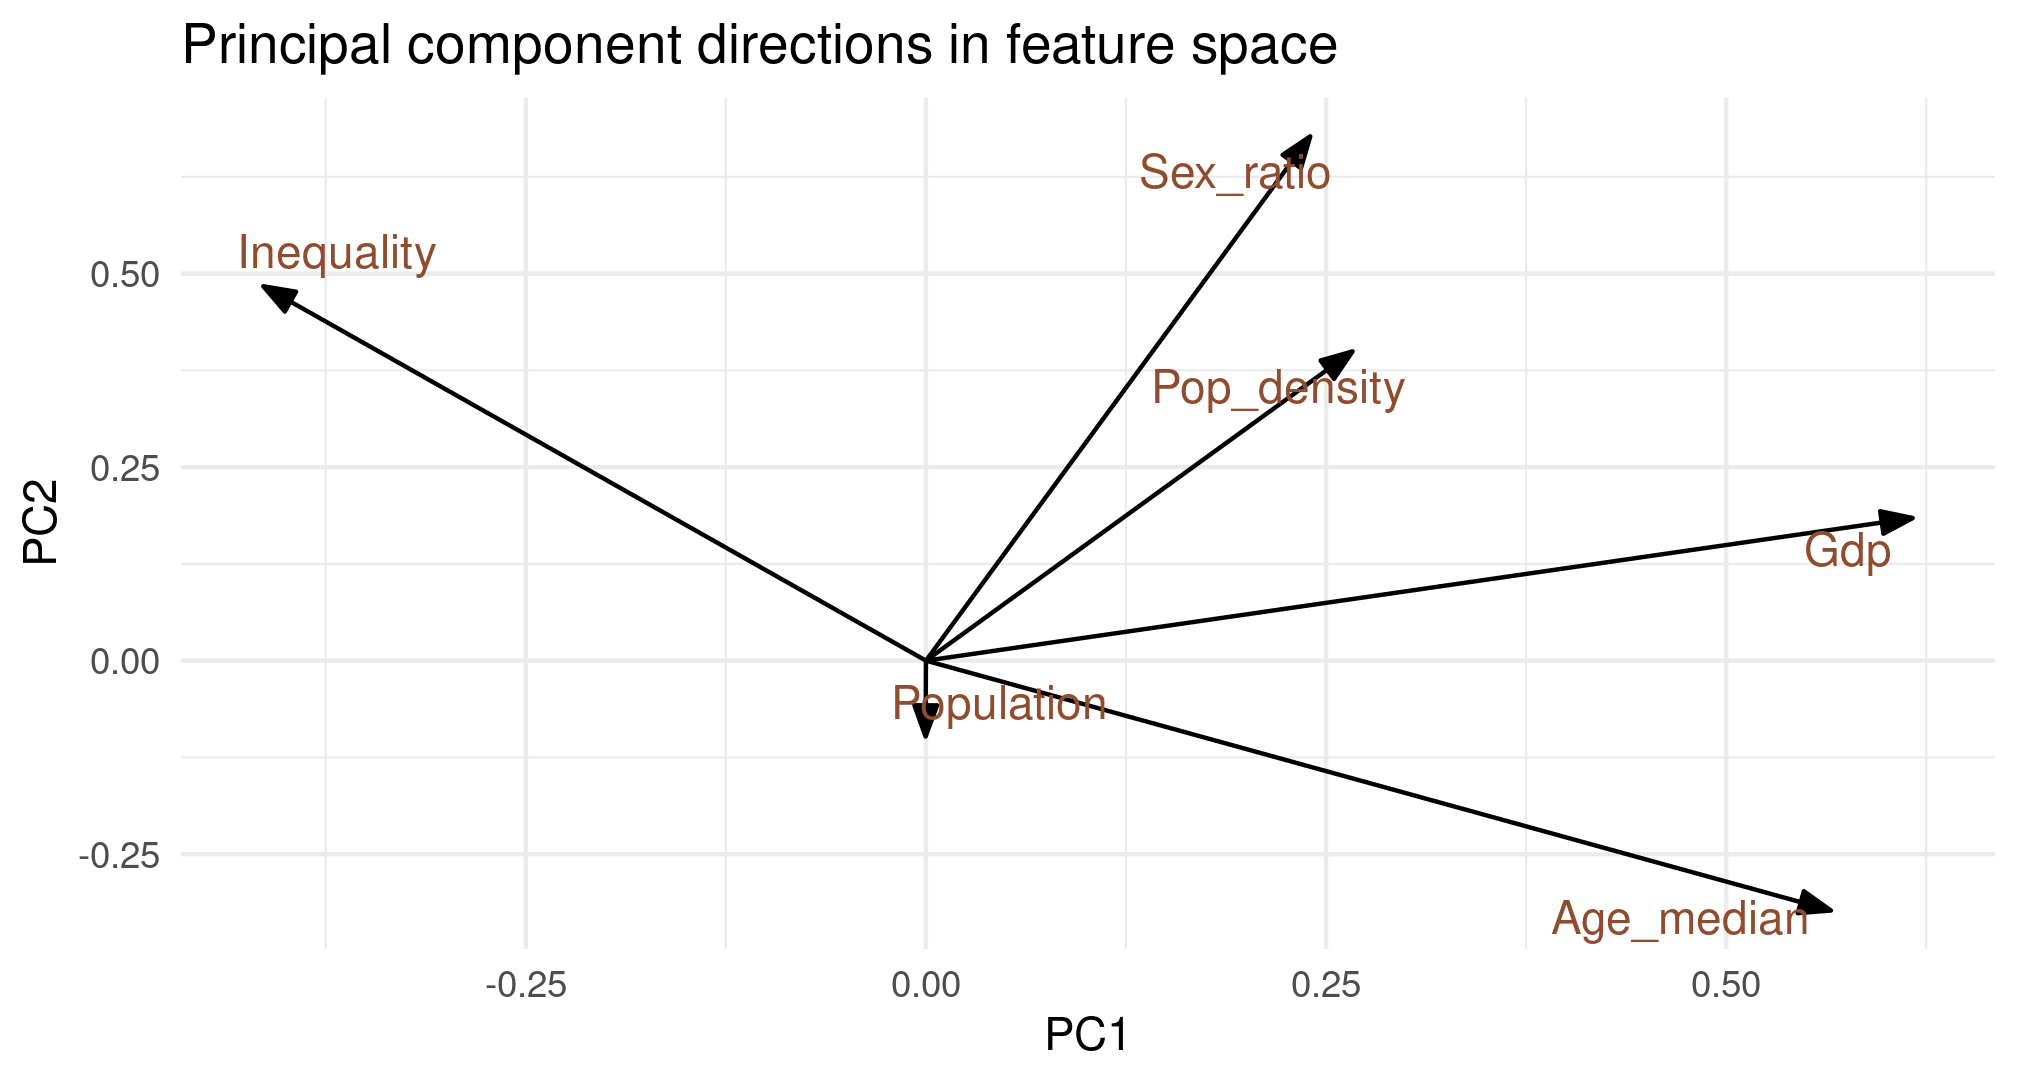 Principal component directions in feature space
Sex_ratio
Inequality
0.50
Pop_density
0.25
PC2
Gdp
0.00
Population
-0.25
Age_median
-0.25 0.00 0.25 0.50
PC1